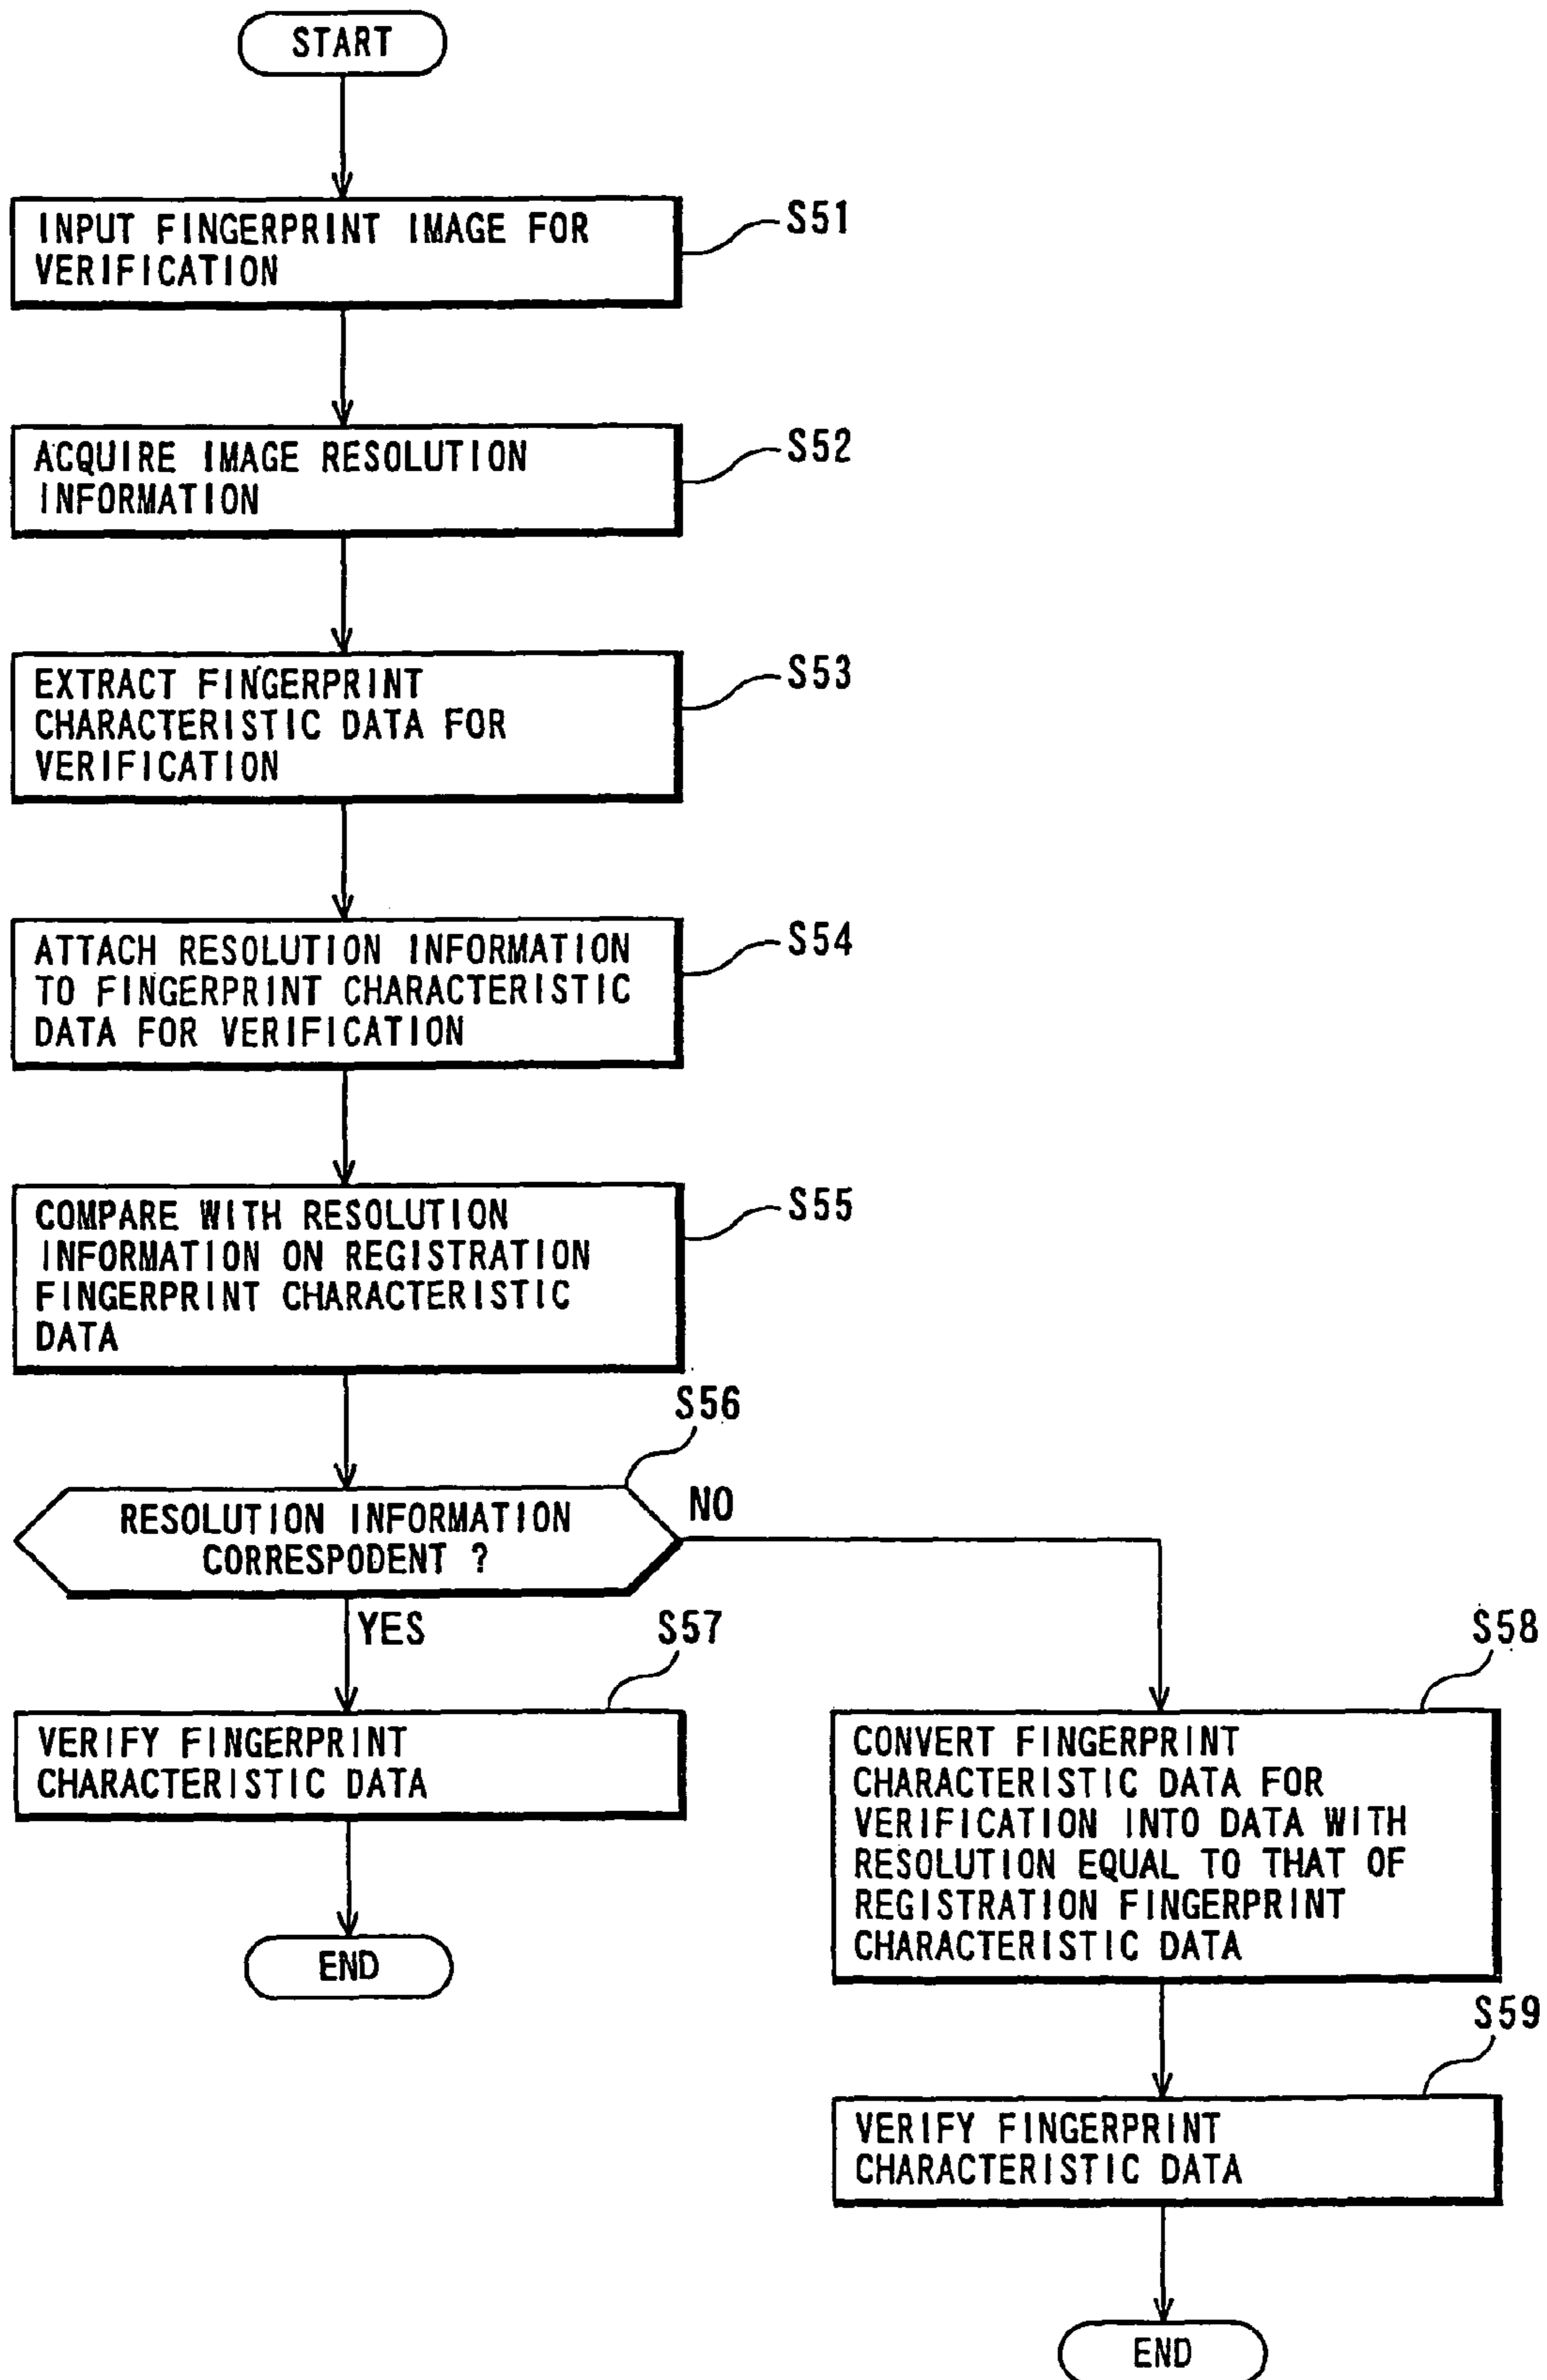 START
INPUT FINGERPRINT IMAGE FOR
VERIFICATION
S51
ACQUIRE IMAGE RESOLUTION
INFORMATION
S52
EXTRACT FINGERPRINT
CHARACTERISTIC DATA FOR
VERIFICATION
S53
ATTACH RESOLUTION INFORMATION
TO FINGERPRINT CHARACTERISTIC
DATA FOR VERIFICATION
S54
COMPARE WITH RESOLUTION
INFORMATION ON REGISTRATION
FINGERPRINT CHARACTERISTIC
DATA
S55
S56
RESOLUTION INFORMATION
CORRESPODENT ?
NO
YES
S57
VERIFY FINGERPRINT
CHARACTERISTIC DATA
END
S58
CONVERT FINGERPRINT
CHARACTERISTIC DATA FOR
VERIFICATION INTO DATA WITH
RESOLUTION EQUAL TO THAT OF
REGISTRATION FINGERPRINT
CHARACTERISTIC DATA
S59
VERIFY FINGERPRINT
CHARACTERISTIC DATA
END